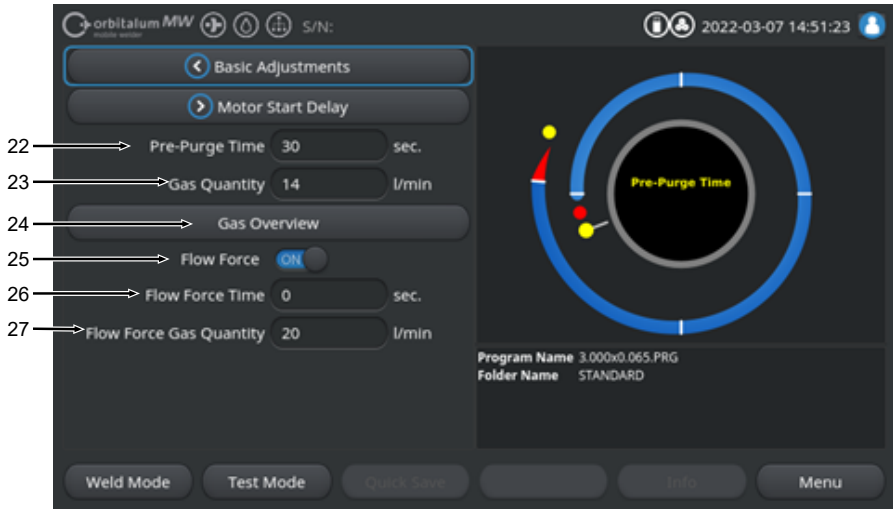 orbitalum MW S/N: 2022-03-07 14:51:23
mobile welder
Basic Adjustments
Motor Start Delay
22 Pre-Purge Time 30 sec.
23 Gas Quantity 14 l/min
24 Gas Overview
25 Flow Force ON
26 Flow Force Time 0 sec.
27 Flow Force Gas Quantity 20 l/min
Pre-Purge Time
Program Name 3.000x0.065.PRG
Folder Name STANDARD
Weld Mode Test Mode Quick Save Info Menu